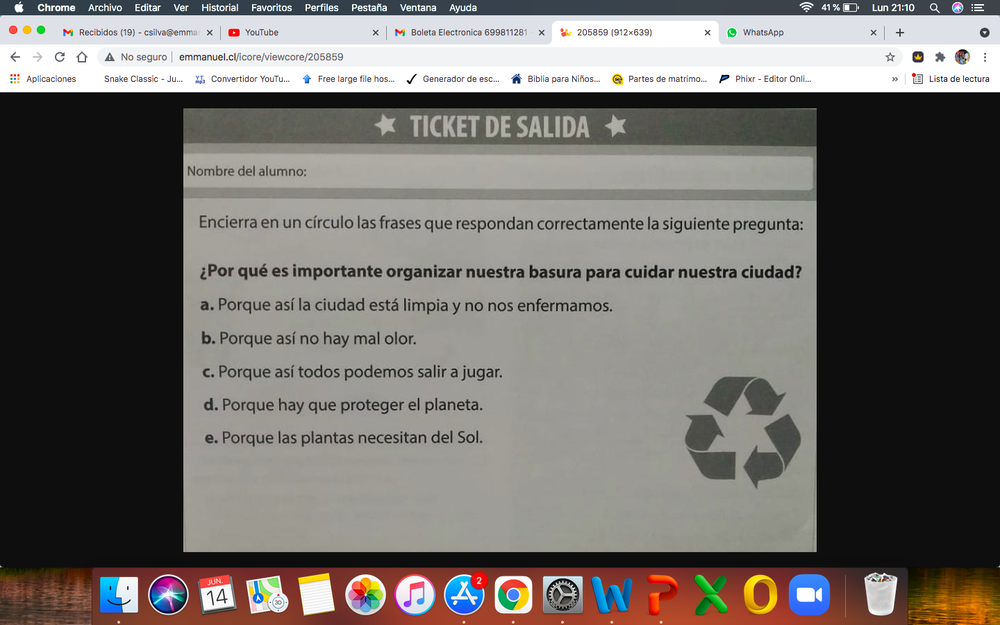 Chrome Archivo Editar Ver Historial Favoritos Perfiles Pestaña Ventana Ayuda 41 % Lun 21:10
Recibidos (19) - csilva@emmar YouTube Boleta Electronica 699811281 - 205859 (912×639) WhatsApp
No seguro emmanuel.cl/icore/viewcore/205859
Aplicaciones Snake Classic - Ju... YT mp3 Convertidor YouTu... Free large file hos... Generador de esc... Biblia para Niños... Partes de matrimo... Phixr - Editor Onli... » Lista de lectura
TICKET DE SALIDA
Nombre del alumno:
Encierra en un círculo las frases que respondan correctamente la siguiente pregunta:
¿Por qué es importante organizar nuestra basura para cuidar nuestra ciudad?
a. Porque así la ciudad está limpia y no nos enfermamos.
b. Porque así no hay mal olor.
c. Porque así todos podemos salir a jugar.
d. Porque hay que proteger el planeta.
e. Porque las plantas necesitan del Sol.
JUN. 14 3D 2